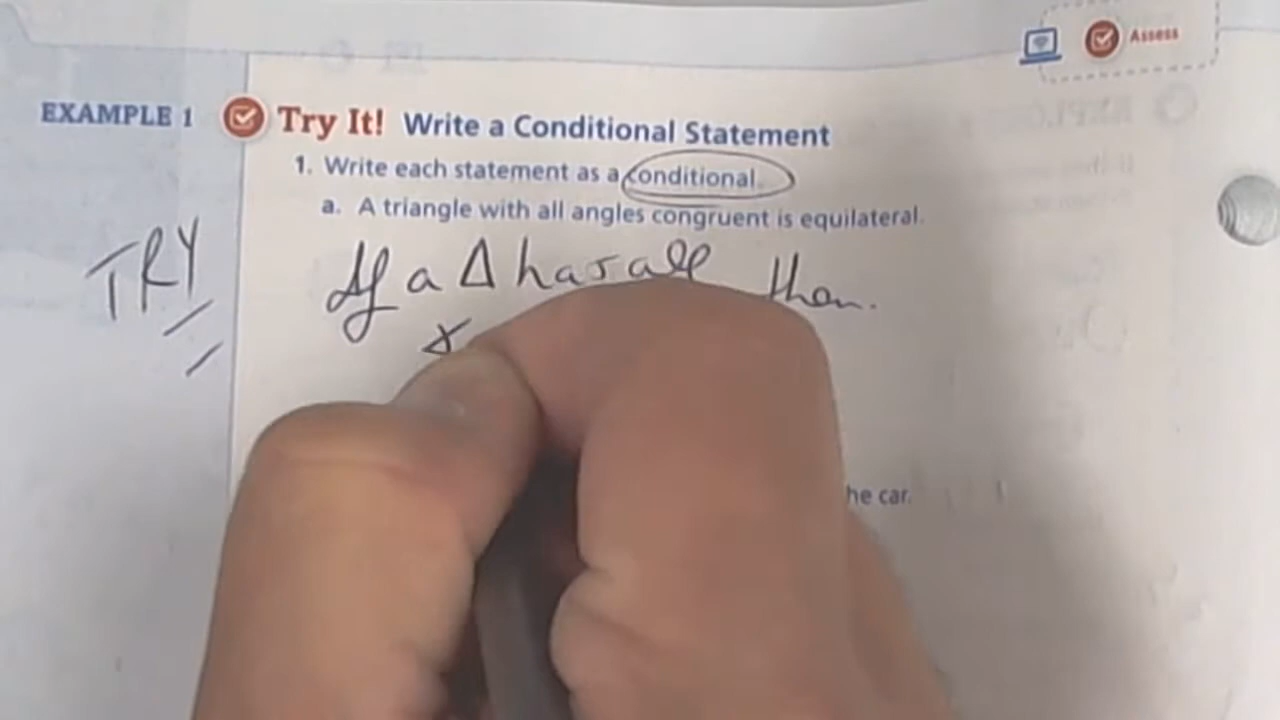 Assess
EXAMPLE 1 Try It! Write a Conditional Statement
1. Write each statement as a conditional.
a. A triangle with all angles congruent is equilateral.
TRY
If a Δ has all then.
he car.